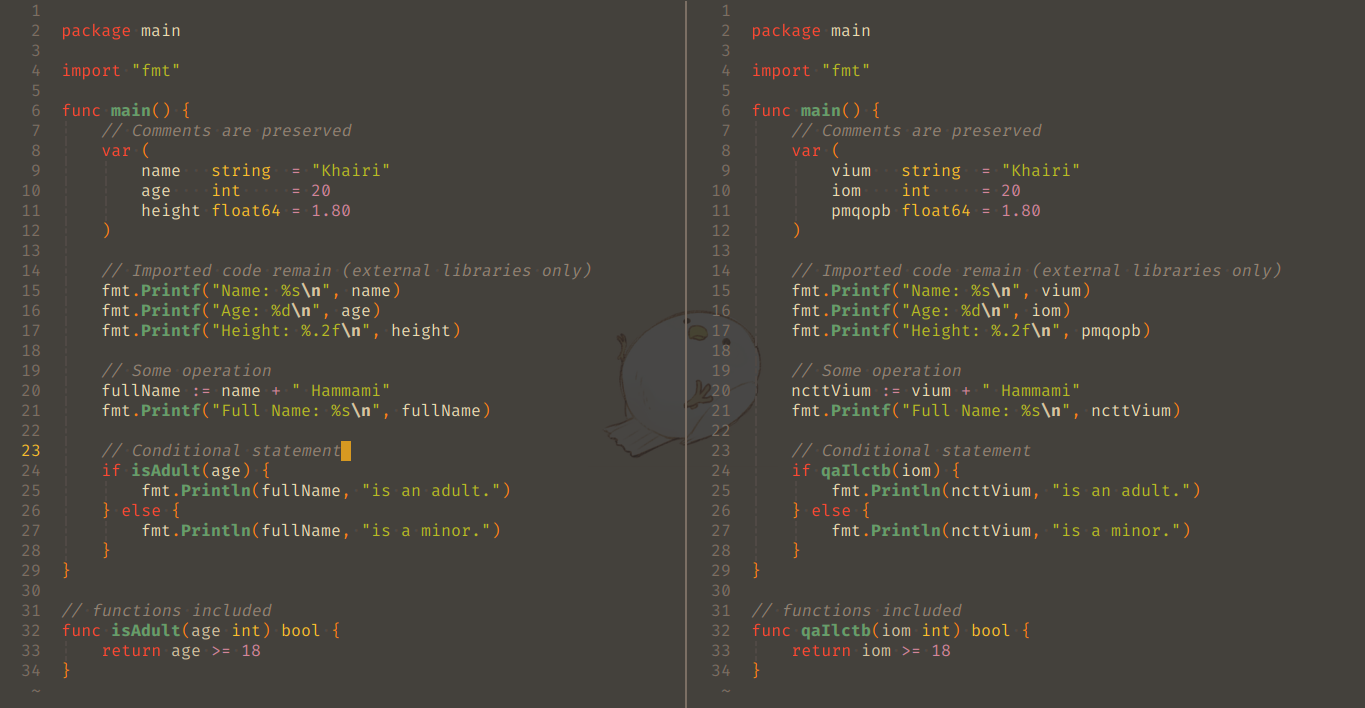 1
2 package main
3
4 import "fmt"
5
6 func main() {
7     // Comments are preserved
8     var (
9         name   string  = "Khairi"
10         age    int     = 20
11         height float64 = 1.80
12     )
13
14     // Imported code remain (external libraries only)
15     fmt.Printf("Name: %s\n", name)
16     fmt.Printf("Age: %d\n", age)
17     fmt.Printf("Height: %.2f\n", height)
18
19     // Some operation
20     fullName := name + " Hammami"
21     fmt.Printf("Full Name: %s\n", fullName)
22
23     // Conditional statement
24     if isAdult(age) {
25         fmt.Println(fullName, "is an adult.")
26     } else {
27         fmt.Println(fullName, "is a minor.")
28     }
29 }
30
31 // functions included
32 func isAdult(age int) bool {
33     return age >= 18
34 }
~
1
2 package main
3
4 import "fmt"
5
6 func main() {
7     // Comments are preserved
8     var (
9         vium   string  = "Khairi"
10         iom    int     = 20
11         pmqopb float64 = 1.80
12     )
13
14     // Imported code remain (external libraries only)
15     fmt.Printf("Name: %s\n", vium)
16     fmt.Printf("Age: %d\n", iom)
17     fmt.Printf("Height: %.2f\n", pmqopb)
18
19     // Some operation
20     ncttVium := vium + " Hammami"
21     fmt.Printf("Full Name: %s\n", ncttVium)
22
23     // Conditional statement
24     if qaIlctb(iom) {
25         fmt.Println(ncttVium, "is an adult.")
26     } else {
27         fmt.Println(ncttVium, "is a minor.")
28     }
29 }
30
31 // functions included
32 func qaIlctb(iom int) bool {
33     return iom >= 18
34 }
~